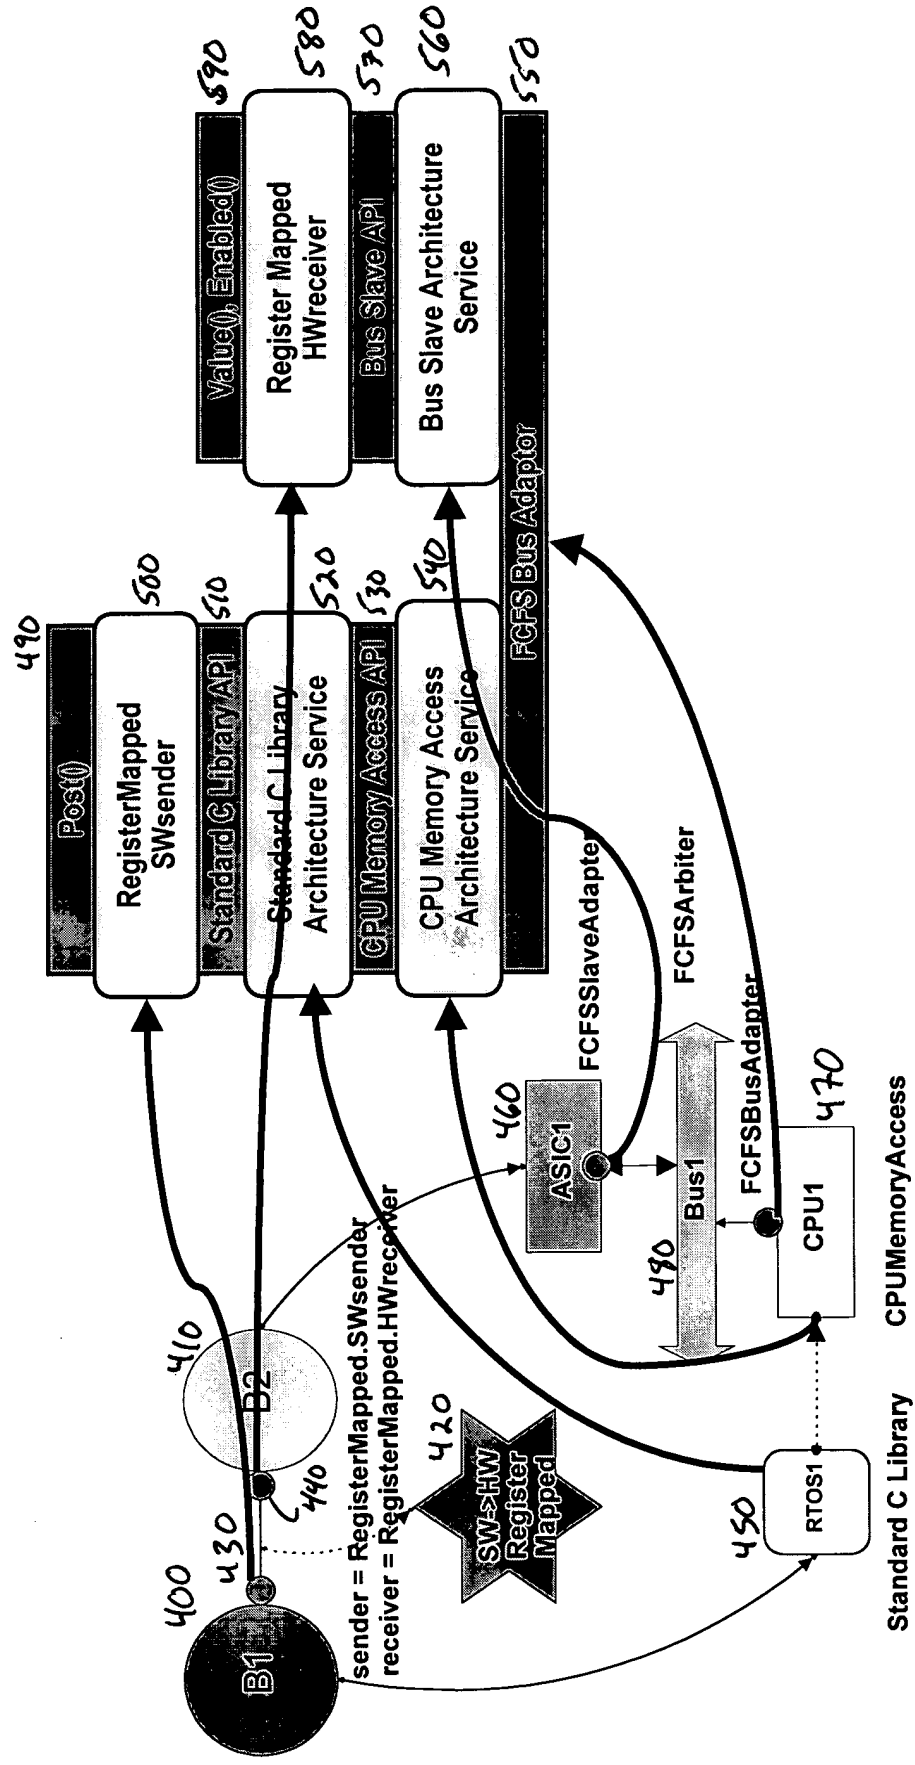 490
Post()
500
RegisterMapped
SWsender
510
Standard C Library API
520
Standard C Library
Architecture Service
530
CPU Memory Access API
540
CPU Memory Access
Architecture Service
590
Value(), Enabled()
580
Register Mapped
HWreceiver
570
Bus Slave API
560
Bus Slave Architecture
Service
550
FCFS Bus Adaptor
400
B1
430
440
410
B2
sender = RegisterMapped.SWsender
receiver = RegisterMapped.HWreceiver
420
SW->HW
Register
Mapped
460
ASIC1
FCFSSlaveAdapter
FCFSArbiter
480
Bus1
FCFSBusAdapter
470
CPU1
450
RTOS1
Standard C Library
CPUMemoryAccess